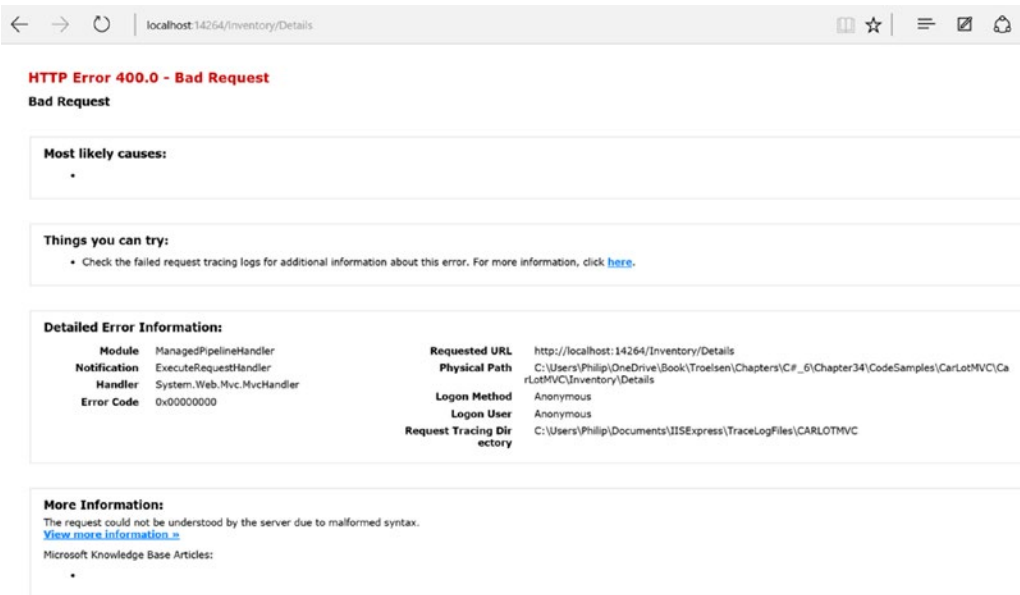 localhost:14264/Inventory/Details
HTTP Error 400.0 - Bad Request
Bad Request
Most likely causes:
•
Things you can try:
• Check the failed request tracing logs for additional information about this error. For more information, click here.
Detailed Error Information:
Module ManagedPipelineHandler
Notification ExecuteRequestHandler
Handler System.Web.Mvc.MvcHandler
Error Code 0x00000000
Requested URL http://localhost:14264/Inventory/Details
Physical Path C:\Users\Philip\OneDrive\Book\Troelsen\Chapters\C#_6\Chapter34\CodeSamples\CarLotMVC\Ca
rLotMVC\Inventory\Details
Logon Method Anonymous
Logon User Anonymous
Request Tracing Dir C:\Users\Philip\Documents\IISExpress\TraceLogFiles\CARLOTMVC
ectory
More Information:
The request could not be understood by the server due to malformed syntax.
View more information »
Microsoft Knowledge Base Articles:
•